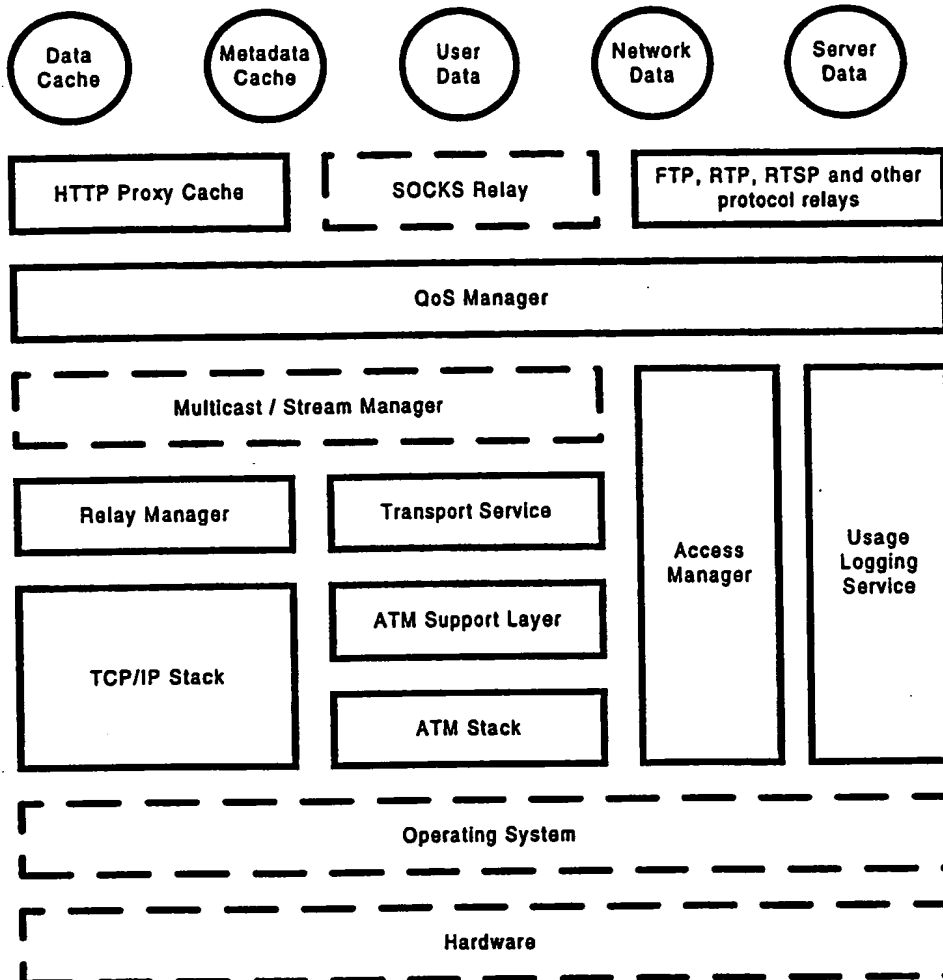 Data
Cache
Metadata
Cache
User
Data
Network
Data
Server
Data
HTTP Proxy Cache
SOCKS Relay
FTP, RTP, RTSP and other
protocol relays
QoS Manager
Multicast / Stream Manager
Relay Manager
Transport Service
Access
Manager
Usage
Logging
Service
ATM Support Layer
TCP/IP Stack
ATM Stack
Operating System
Hardware